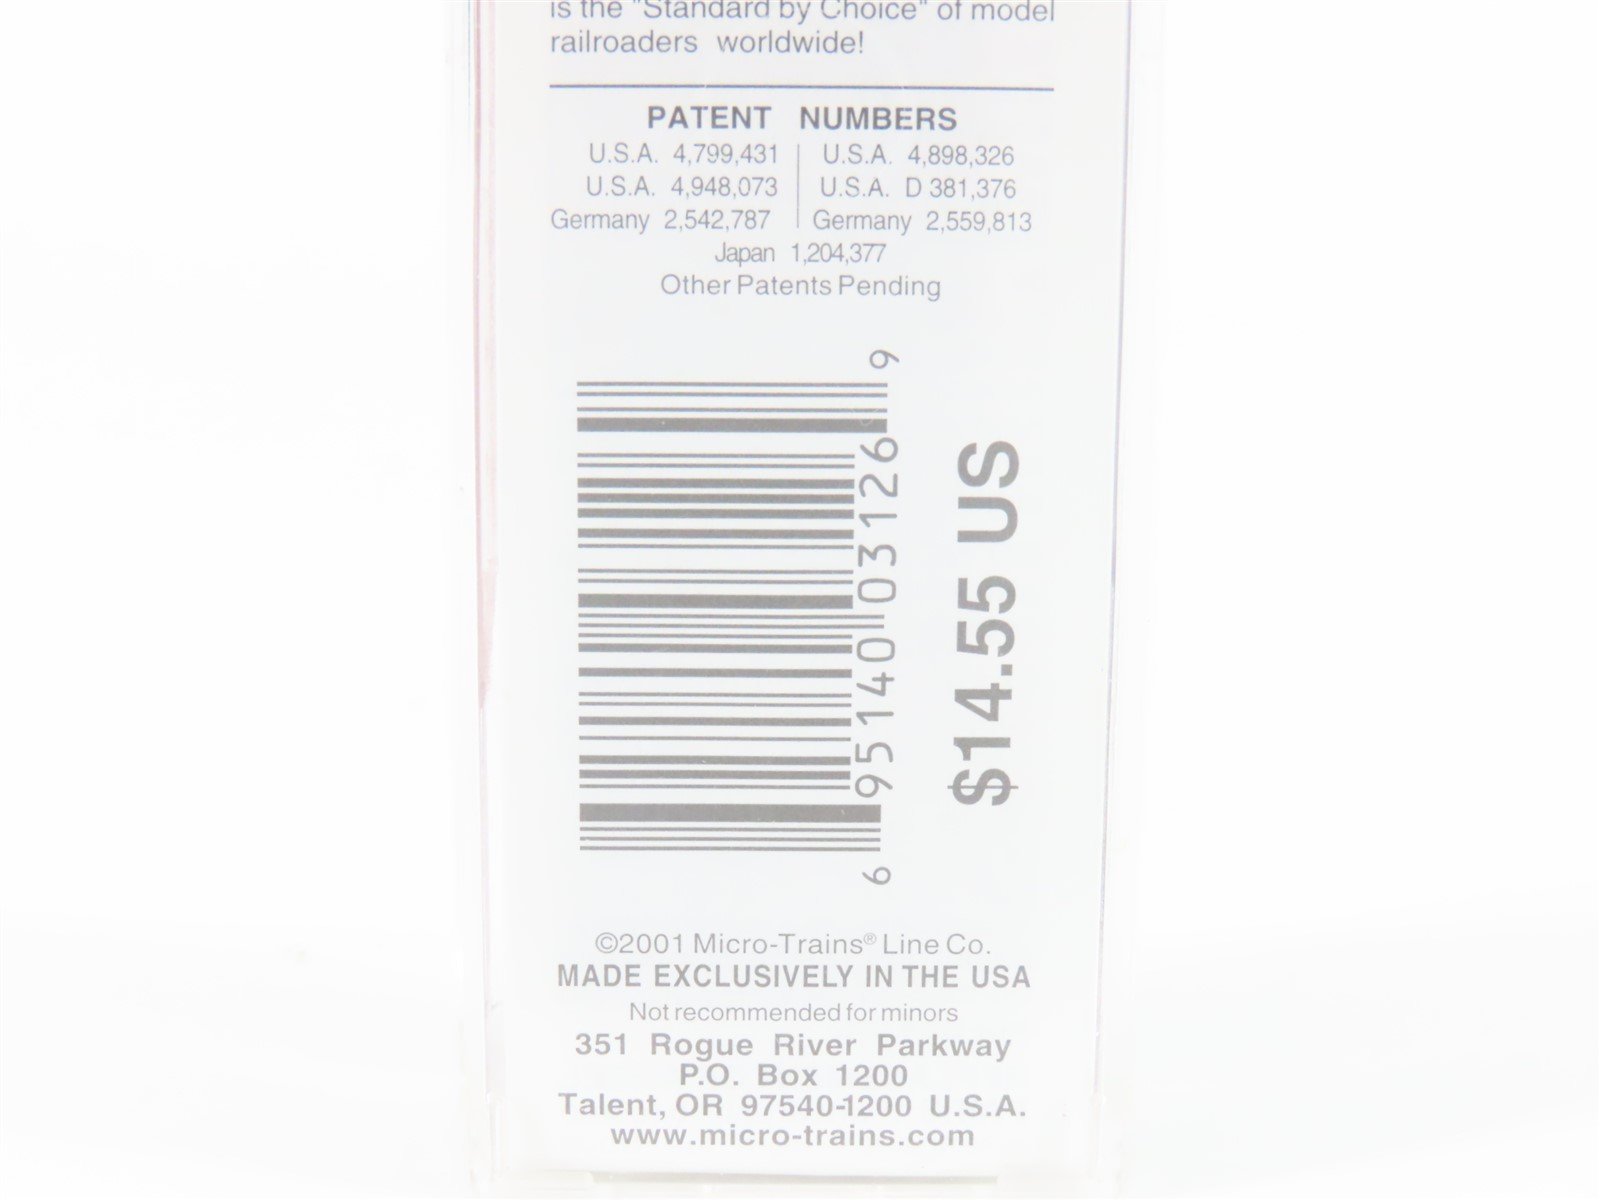 is the "Standard by Choice" of model
railroaders worldwide!
PATENT NUMBERS
U.S.A. 4,799,431 U.S.A. 4,898,326
U.S.A. 4,948,073 U.S.A. D 381,376
Germany 2,542,787 Germany 2,559,813
Japan 1,204,377
Other Patents Pending
6 95140 03126 9
$14.55 US
©2001 Micro-Trains® Line Co.
MADE EXCLUSIVELY IN THE USA
Not recommended for minors
351 Rogue River Parkway
P.O. Box 1200
Talent, OR 97540-1200 U.S.A.
www.micro-trains.com